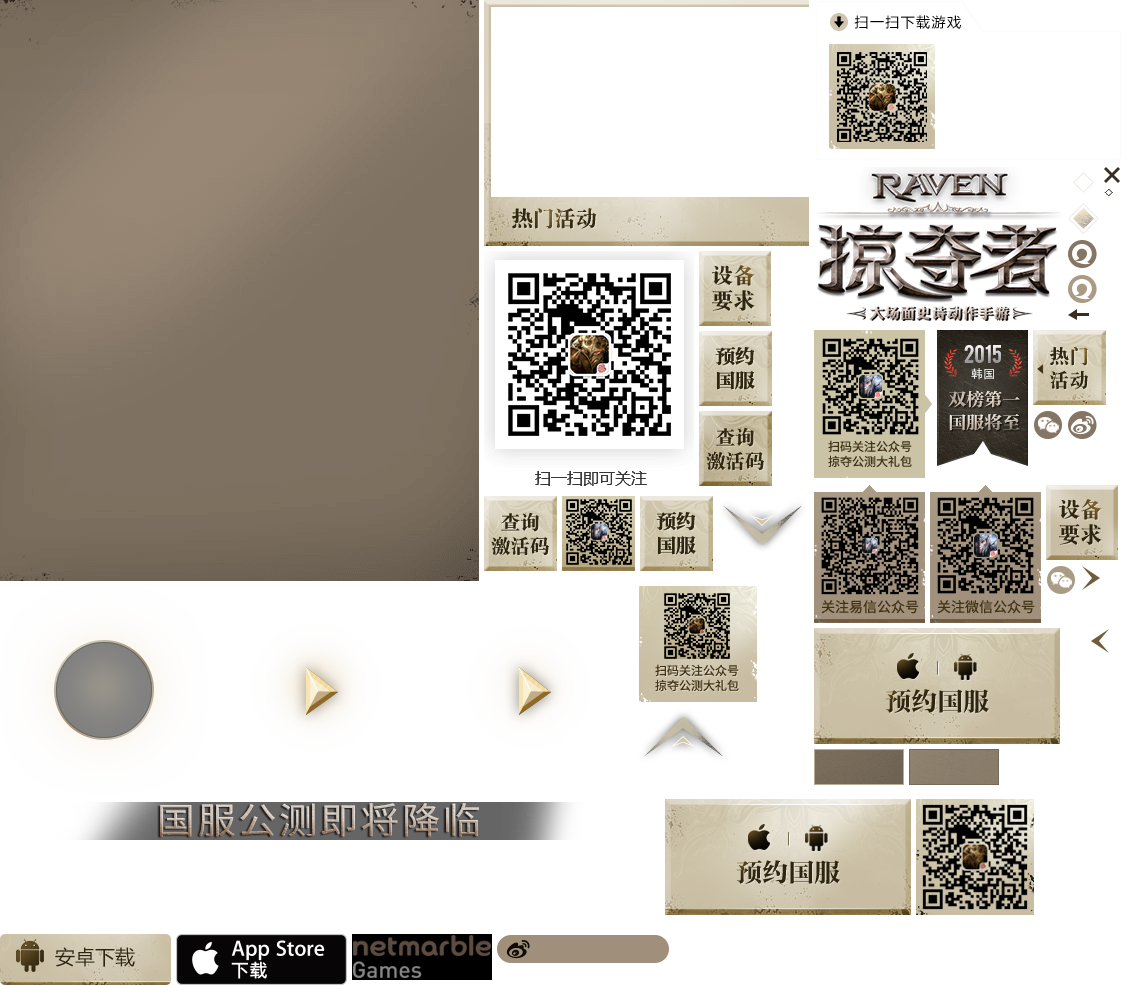 扫一扫下载游戏
热门活动
RAVEN
掠夺者
大场面史诗动作手游
设备
要求
预约
国服
查询
激活码
扫一扫即可关注
扫码关注公众号
掠夺公测大礼包
2015
韩国
双榜第一
国服将至
热门
活动
查询
激活码
预约
国服
关注易信公众号
关注微信公众号
设备
要求
扫码关注公众号
掠夺公测大礼包
预约国服
国服公测即将降临
预约国服
安卓下载
App Store
下载
netmarble
Games